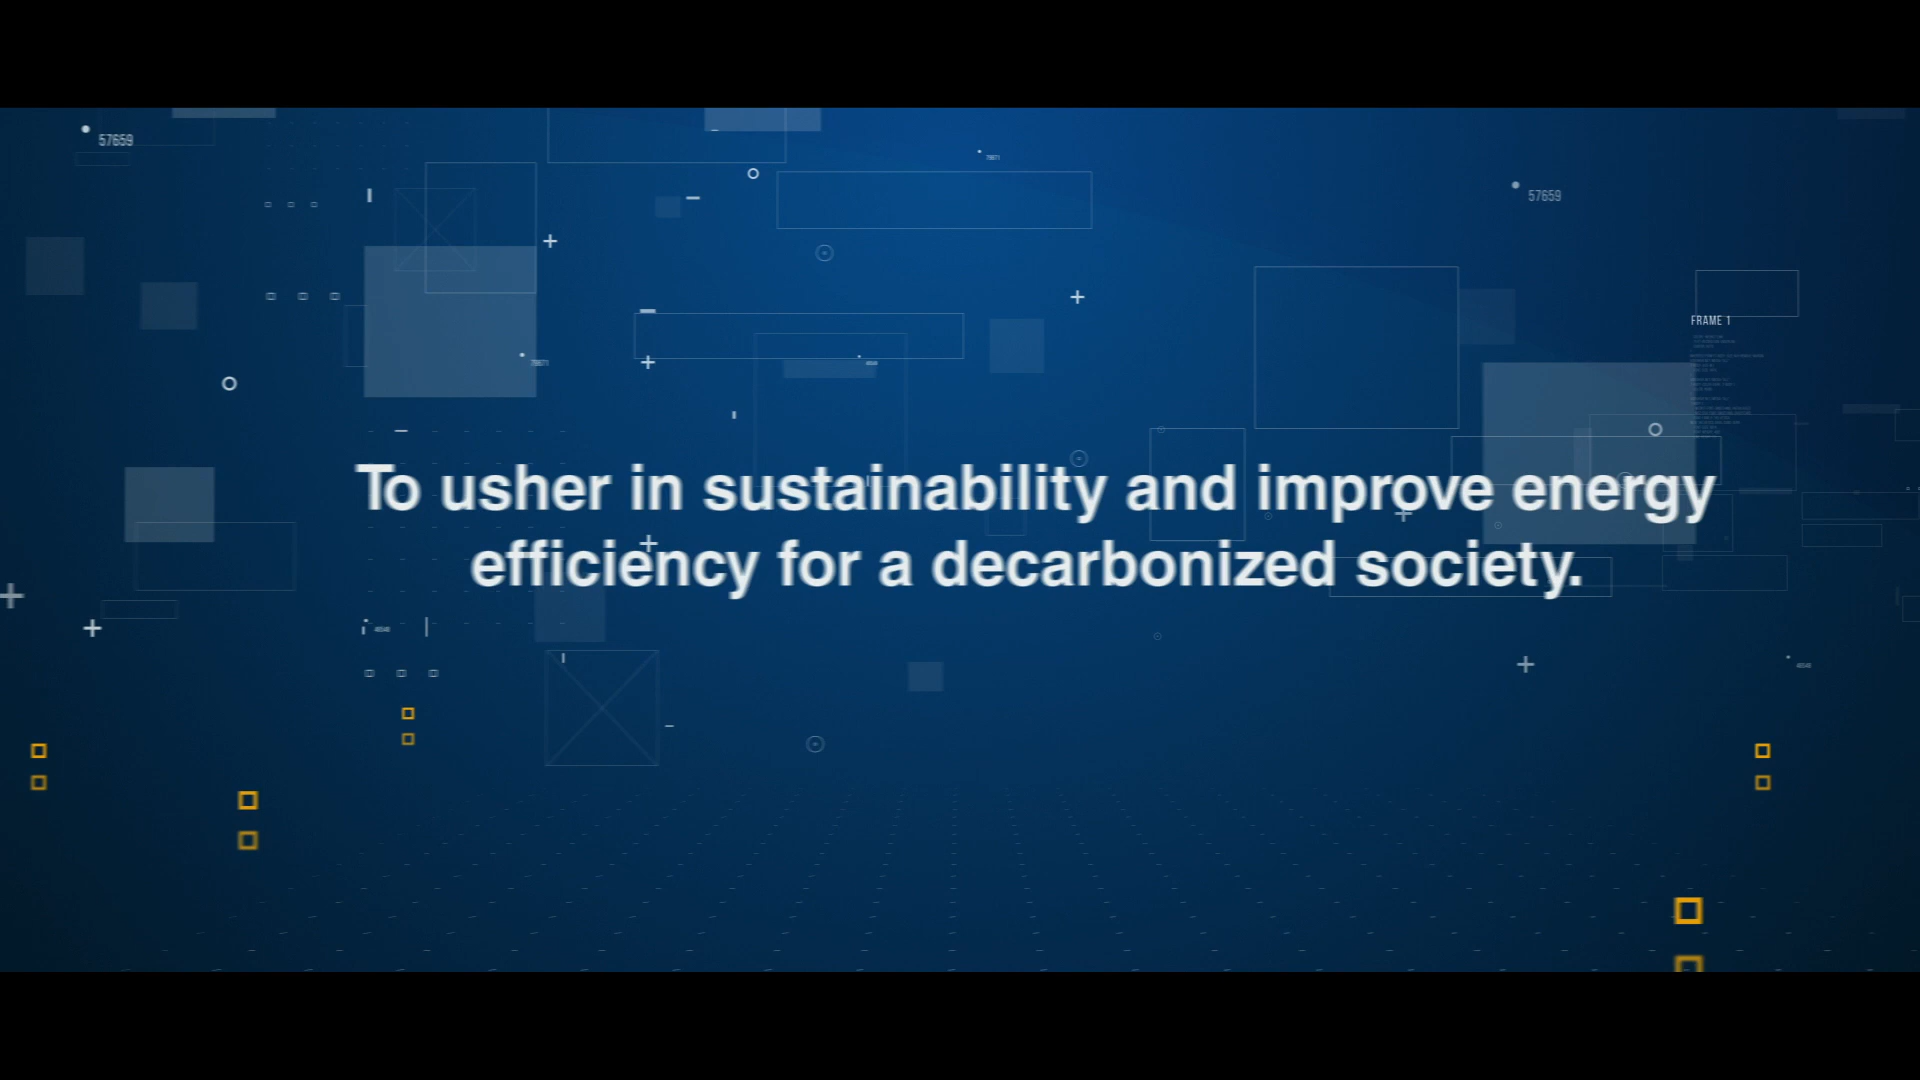 57659
57659
FRAME 1
To usher in sustainability and improve energy
efficiency for a decarbonized society.